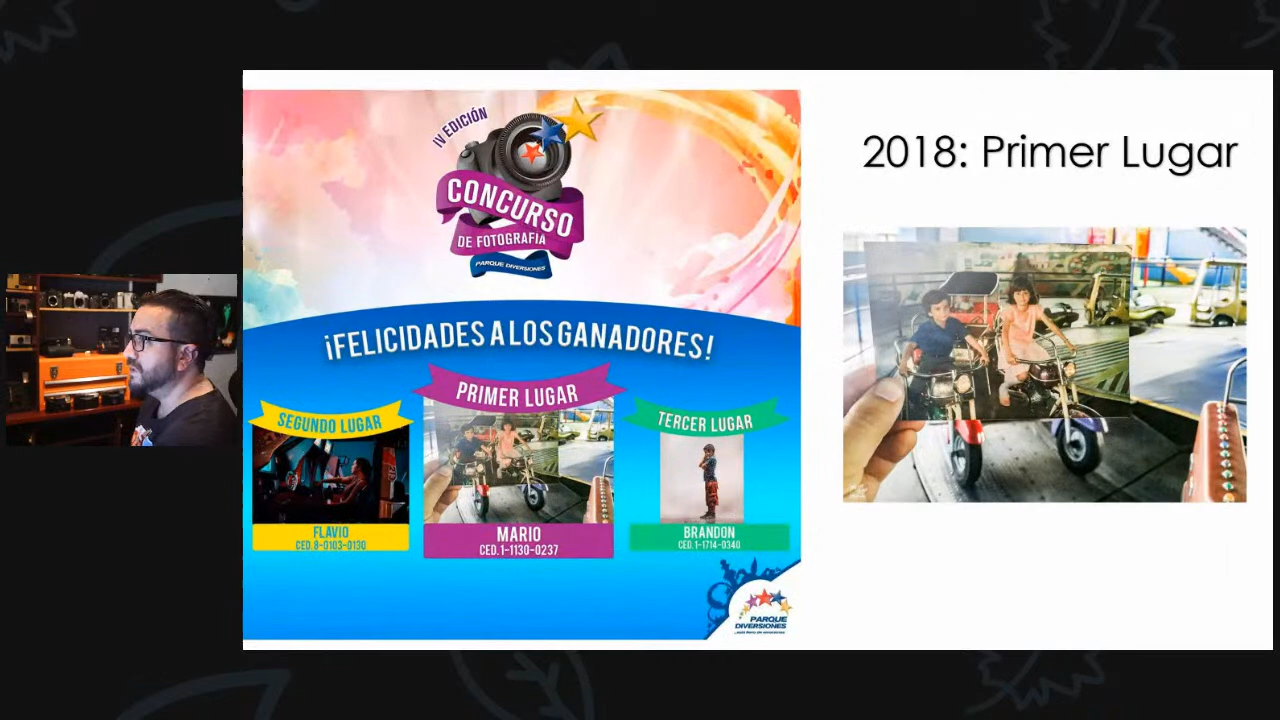 IV EDICIÓN
CONCURSO
DE FOTOGRAFÍA
PARQUE DIVERSIONES
¡FELICIDADES A LOS GANADORES!
SEGUNDO LUGAR
PRIMER LUGAR
TERCER LUGAR
FLAVIO
CED. 8-0103-0130
MARIO
CED. 1-1130-0237
BRANDON
CED. 1-1714-0340
PARQUE
DIVERSIONES
2018: Primer Lugar